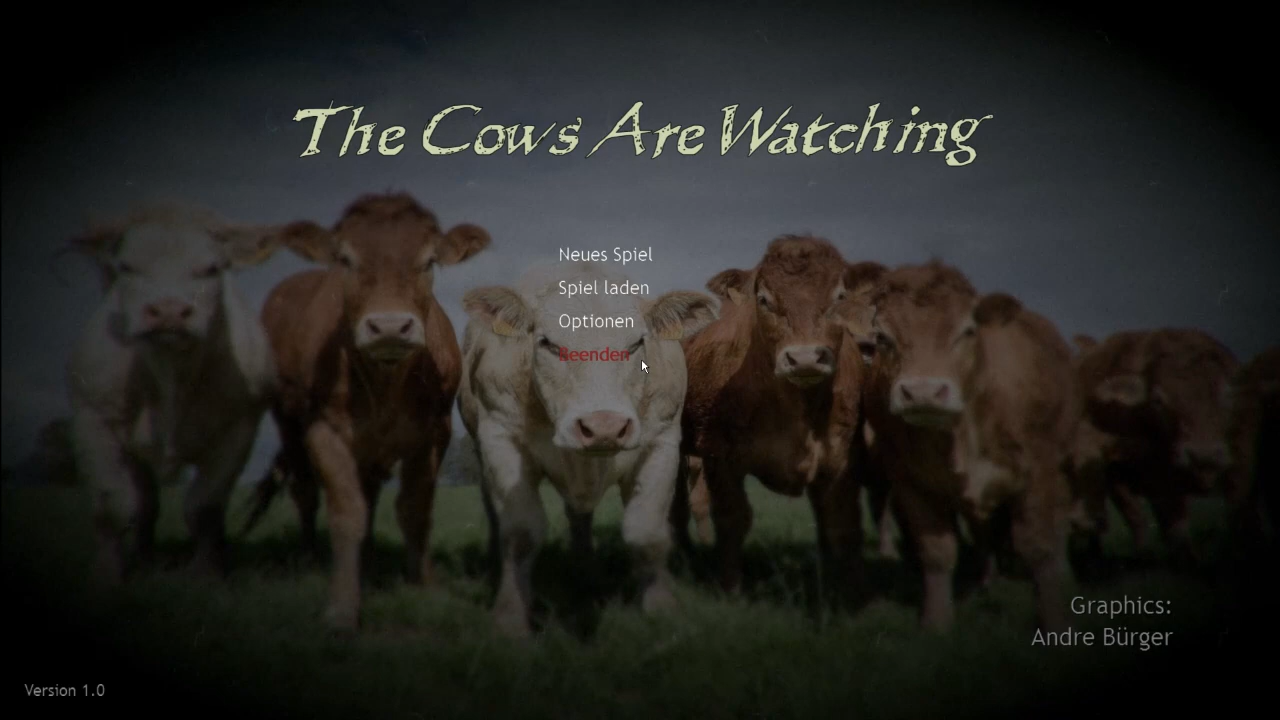 The Cows Are Watching
Neues Spiel
Spiel laden
Optionen
Beenden
Graphics:
Andre Bürger
Version 1.0